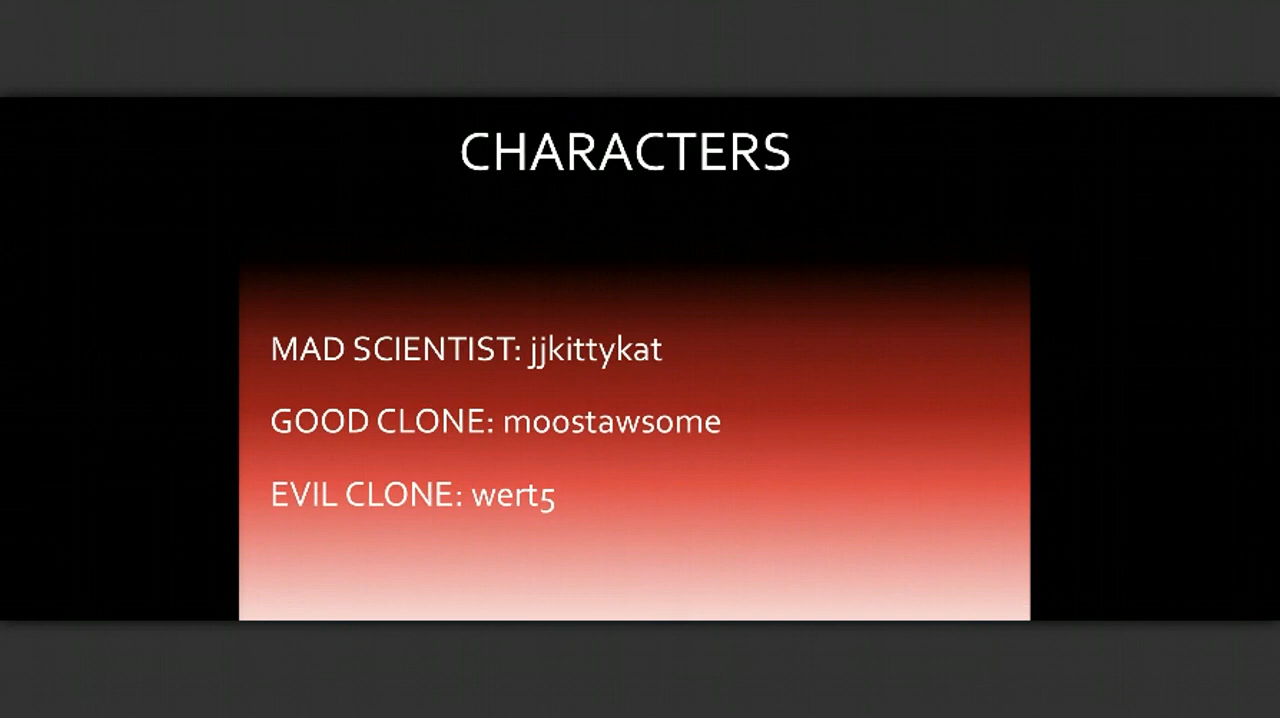 CHARACTERS
MAD SCIENTIST: jjkittykat
GOOD CLONE: moostawsome
EVIL CLONE: wert5